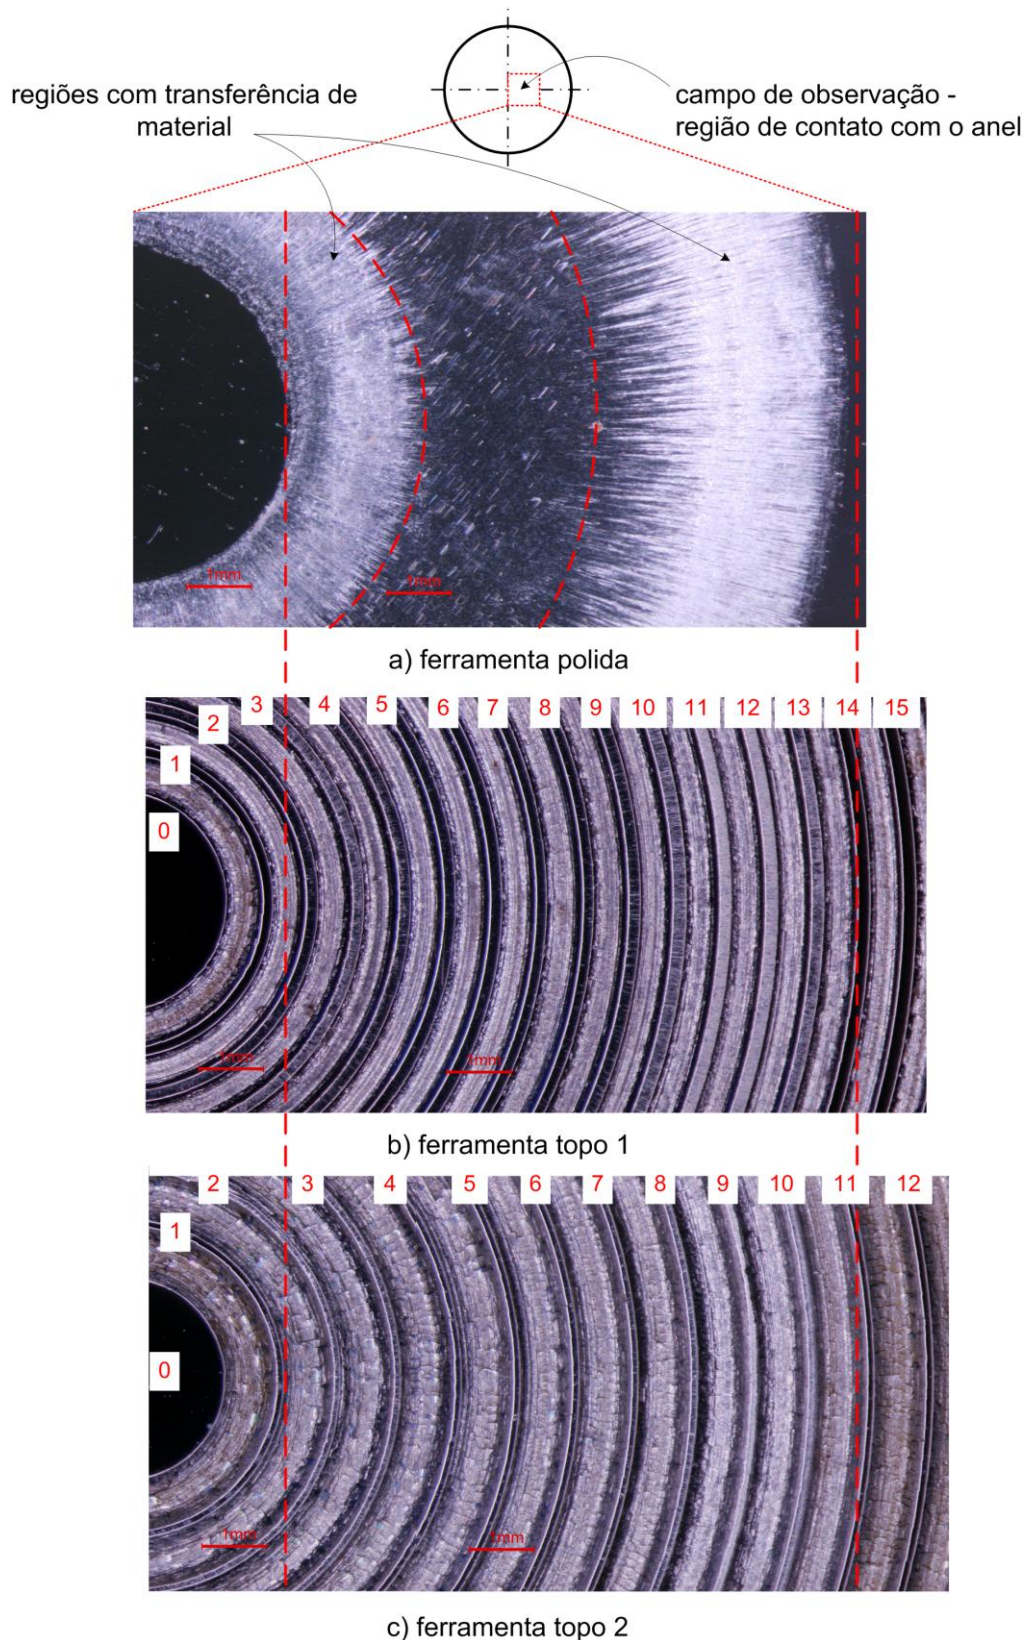 regiões com transferência de
material
campo de observação -
região de contato com o anel
1mm
1mm
a) ferramenta polida
0
1
2
3
4
5
6
7
8
9
10
11
12
13
14
15
1mm
1mm
b) ferramenta topo 1
0
1
2
3
4
5
6
7
8
9
10
11
12
1mm
1mm
c) ferramenta topo 2